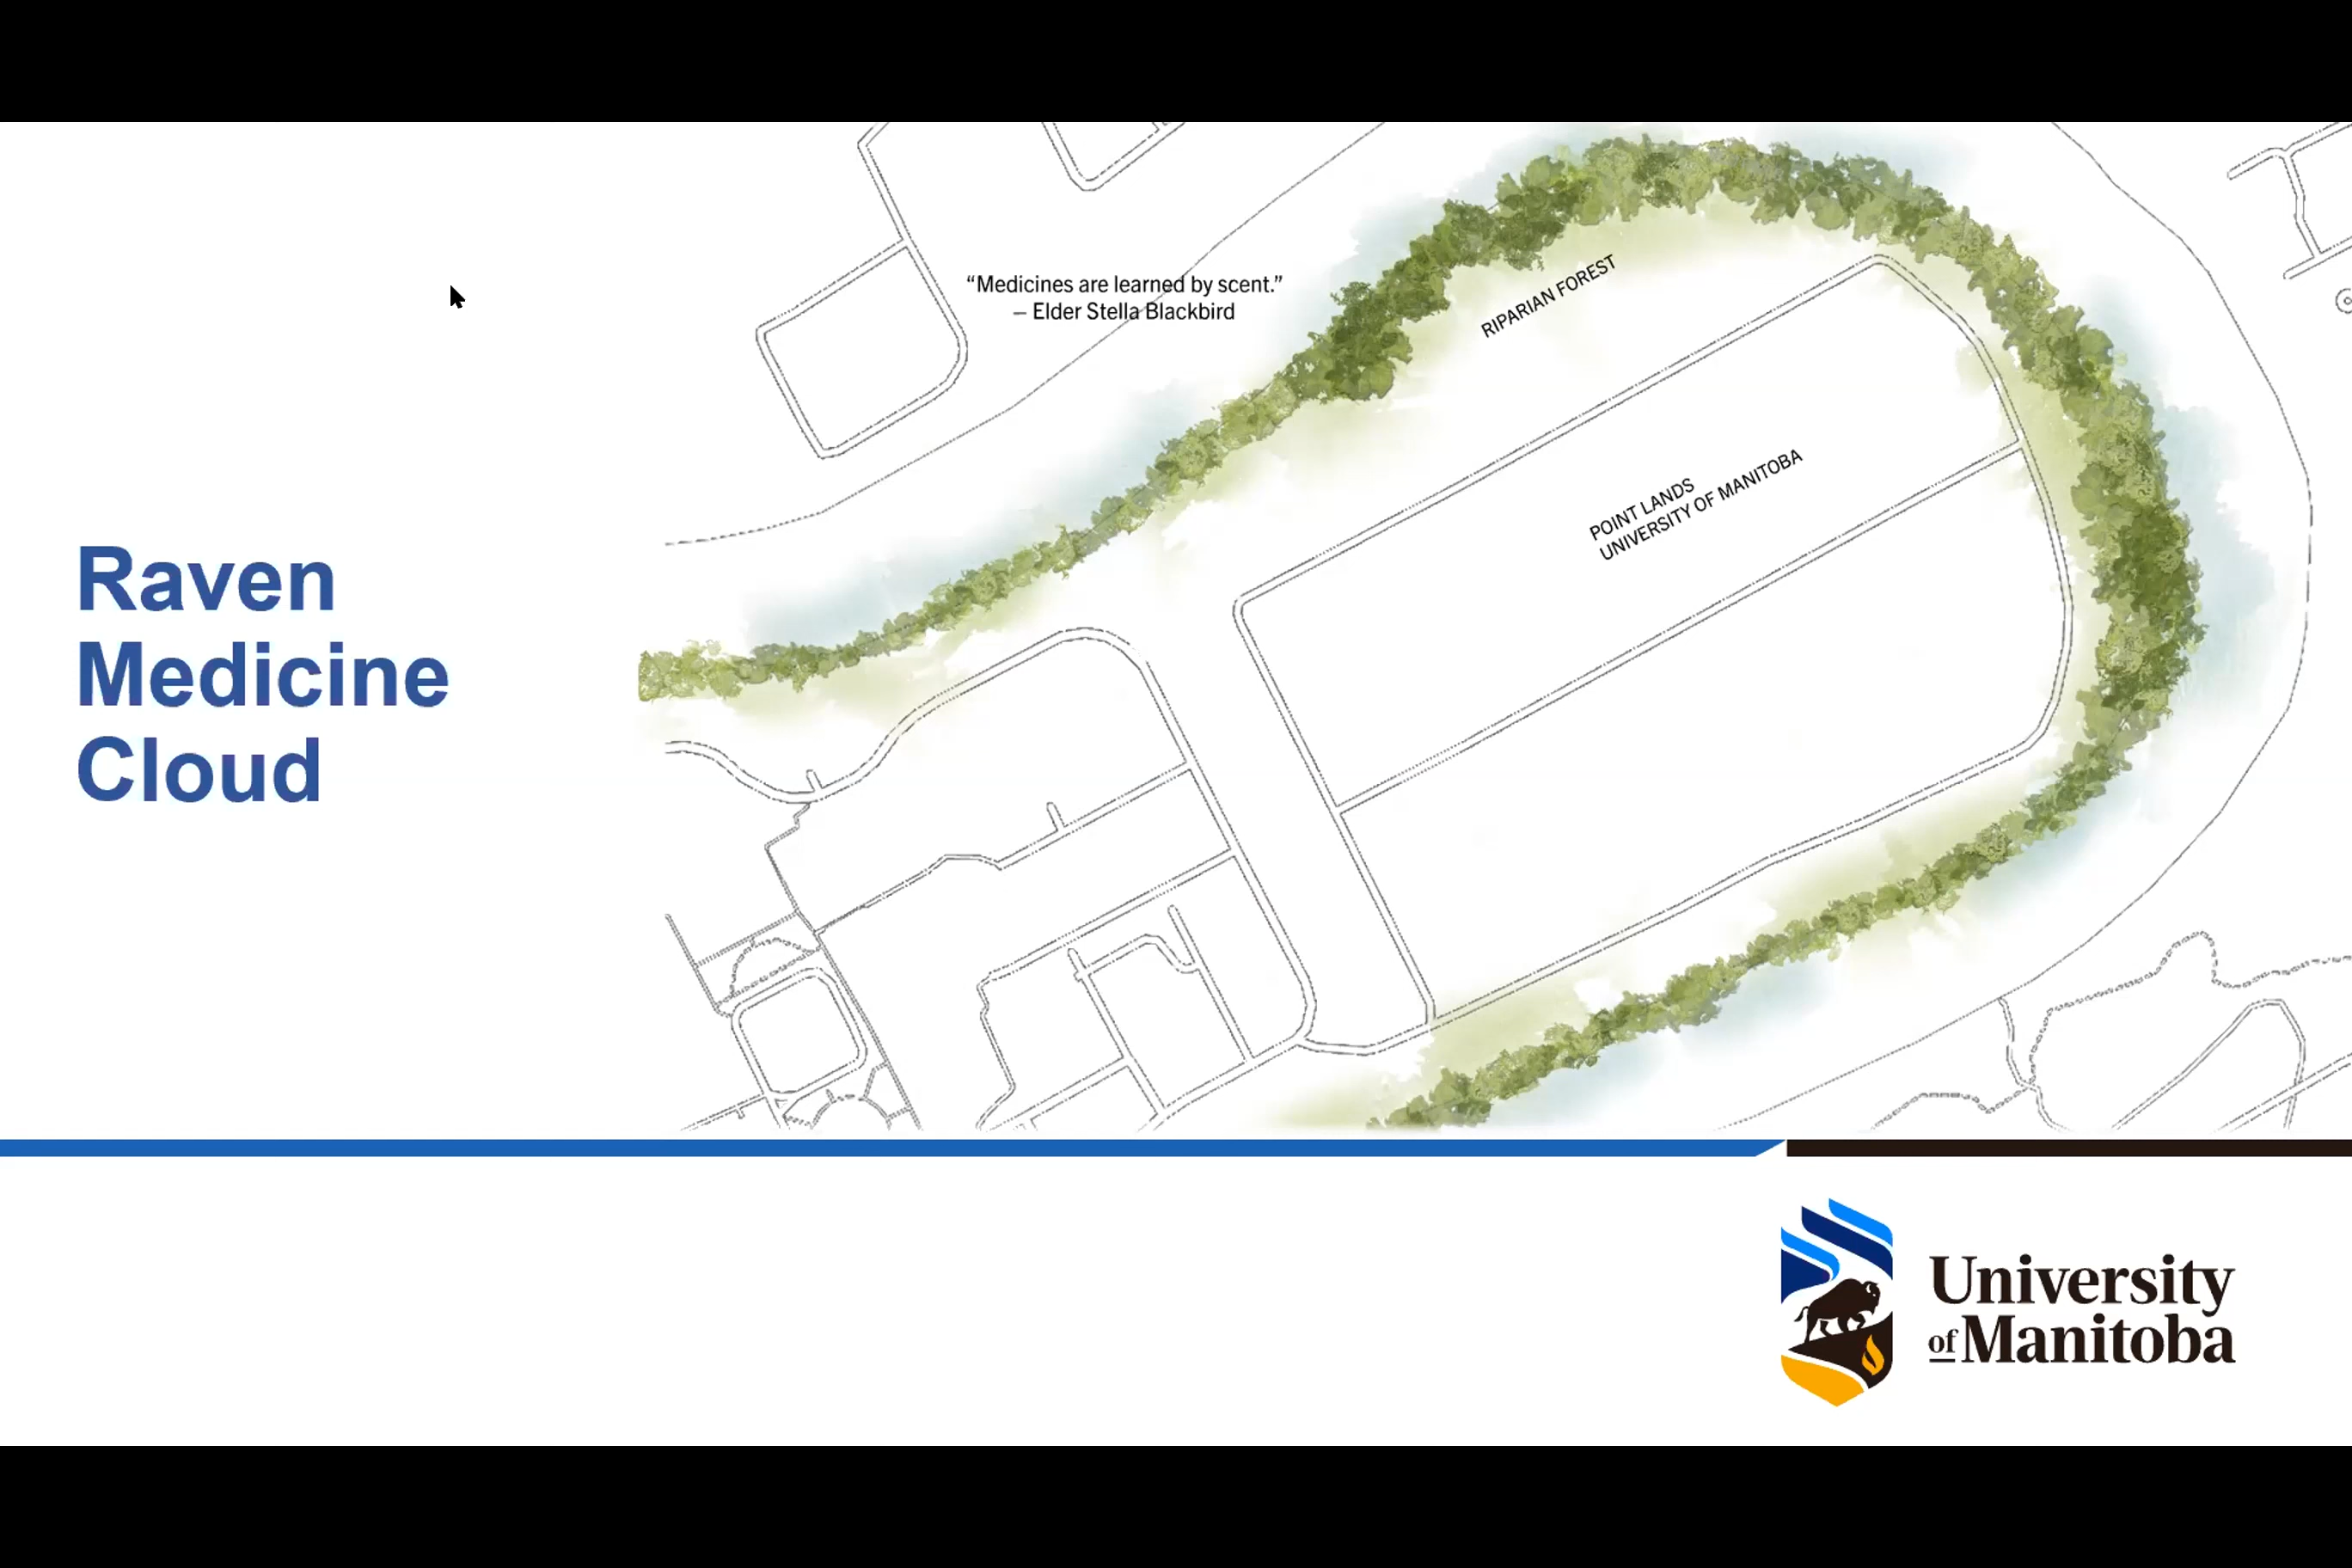 Raven
Medicine
Cloud
“Medicines are learned by scent.”
– Elder Stella Blackbird
RIPARIAN FOREST
POINT LANDS
UNIVERSITY OF MANITOBA
University
of Manitoba